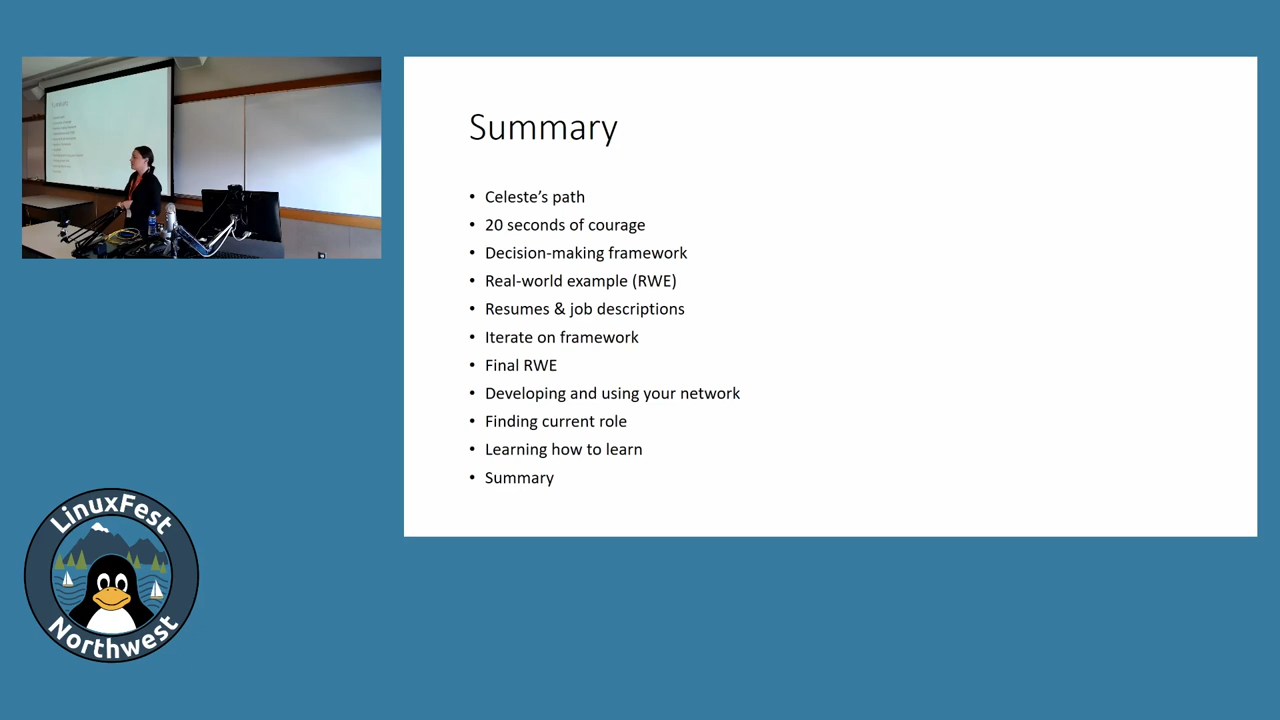 Summary
• Celeste’s path
• 20 seconds of courage
• Decision-making framework
• Real-world example (RWE)
• Resumes & job descriptions
• Iterate on framework
• Final RWE
• Developing and using your network
• Finding current role
• Learning how to learn
• Summary
LinuxFest
Northwest